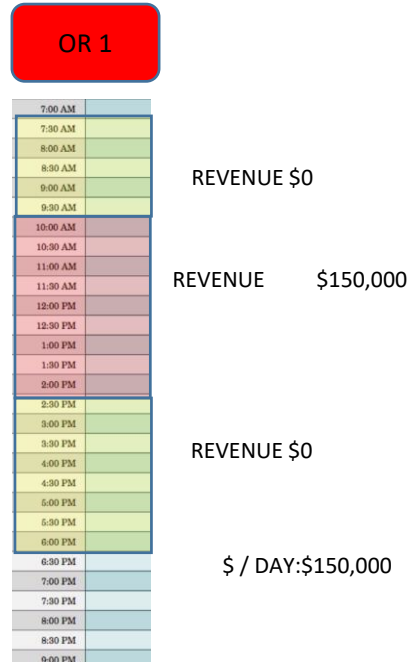 OR 1
7:00 AM
7:30 AM
8:00 AM
8:30 AM
REVENUE $0
9:00 AM
9:30 AM
10:00 AM
10:30 AM
11:00 AM
REVENUE $150,000
11:30 AM
12:00 PM
12:30 PM
1:00 PM
1:30 PM
2:00 PM
2:30 PM
3:00 PM
3:30 PM
REVENUE $0
4:00 PM
4:30 PM
5:00 PM
5:30 PM
6:00 PM
6:30 PM
$ / DAY:$150,000
7:00 PM
7:30 PM
8:00 PM
8:30 PM
9:00 PM